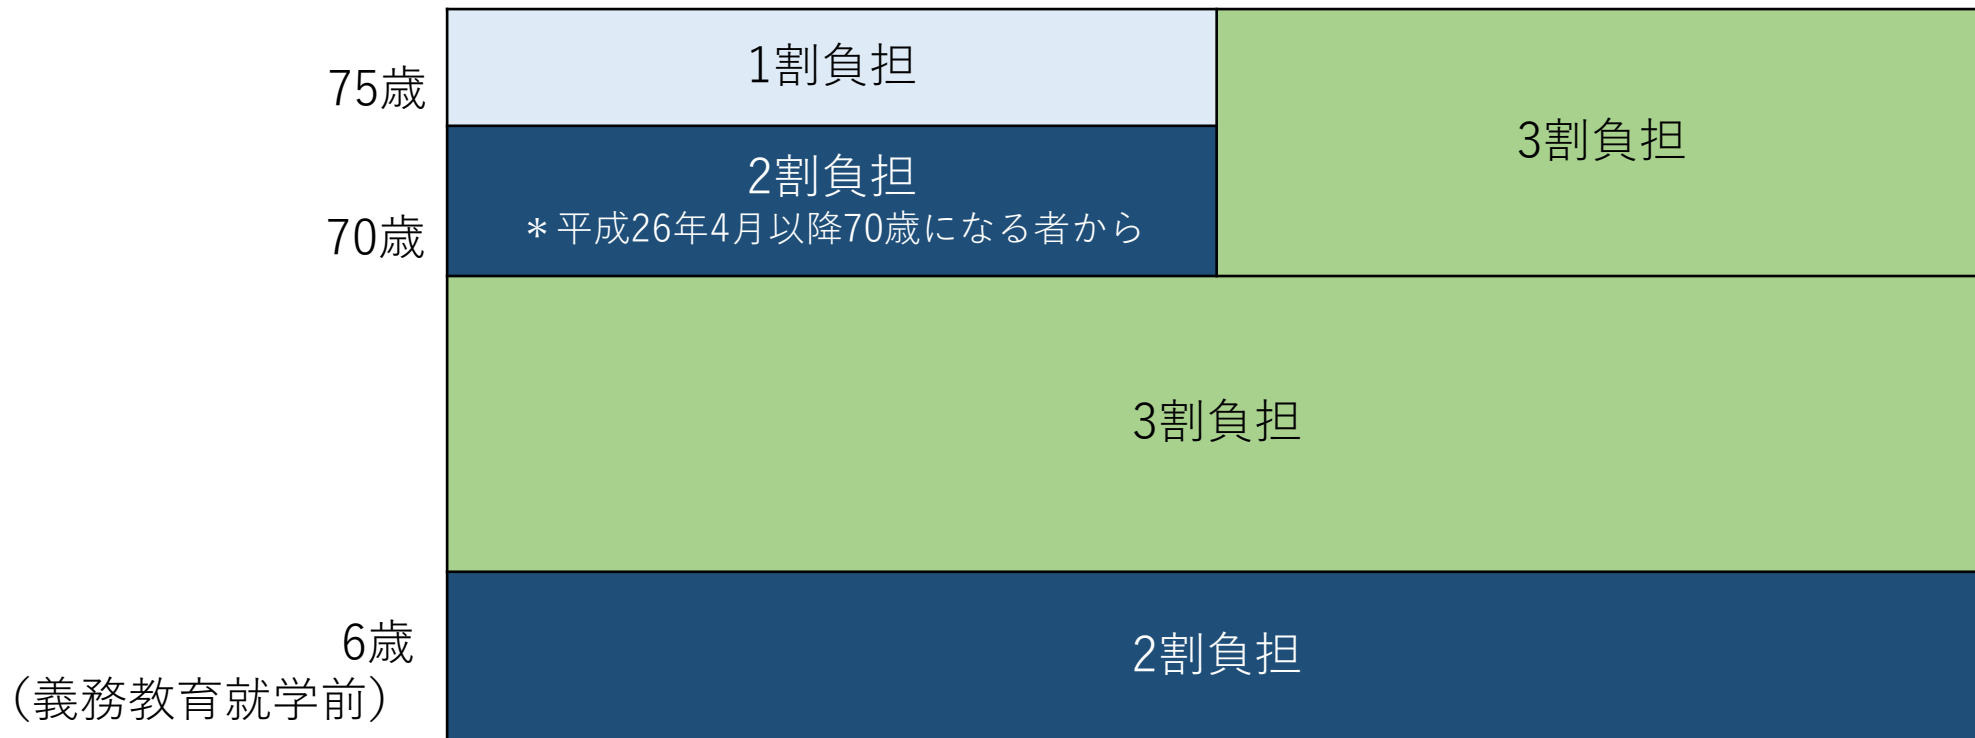 75歳
1割負担
3割負担
70歳
2割負担
＊平成26年4月以降70歳になる者から
3割負担
6歳
（義務教育就学前）
2割負担